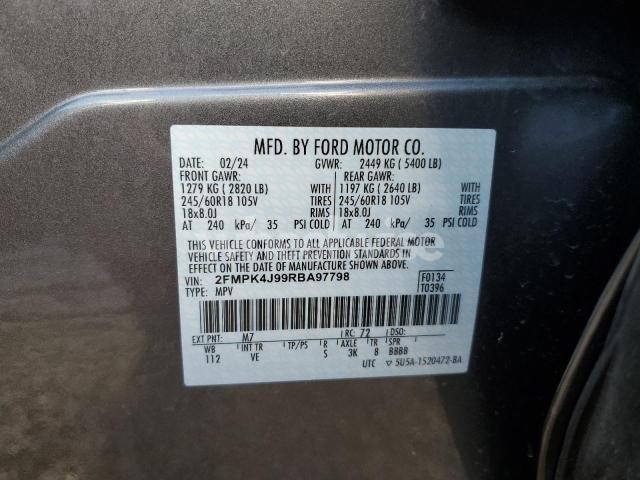 MFD. BY FORD MOTOR CO.
DATE: 02/24 GVWR: 2449 KG ( 5400 LB)
FRONT GAWR: REAR GAWR:
1279 KG ( 2820 LB) WITH 1197 KG ( 2640 LB) WITH
245/60R18 105V TIRES 245/60R18 105V TIRES
18x8.0J RIMS 18x8.0J RIMS
AT 240 kPa/ 35 PSI COLD AT 240 kPa/ 35 PSI COLD
THIS VEHICLE CONFORMS TO ALL APPLICABLE FEDERAL MOTOR
VEHICLE SAFETY AND THEFT PREVENTION STANDARDS IN
EFFECT ON THE DATE OF MANUFACTURE SHOWN ABOVE.
VIN: 2FMPK4J99RBA97798 F0134
TYPE: MPV T0396
EXT PNT: M7 RC: 72 DSO:
WB INT TR TP/PS R AXLE TR SPR
112 VE S 3K 8 BBBB
UTC ▽ 5U5A-1520472-BA